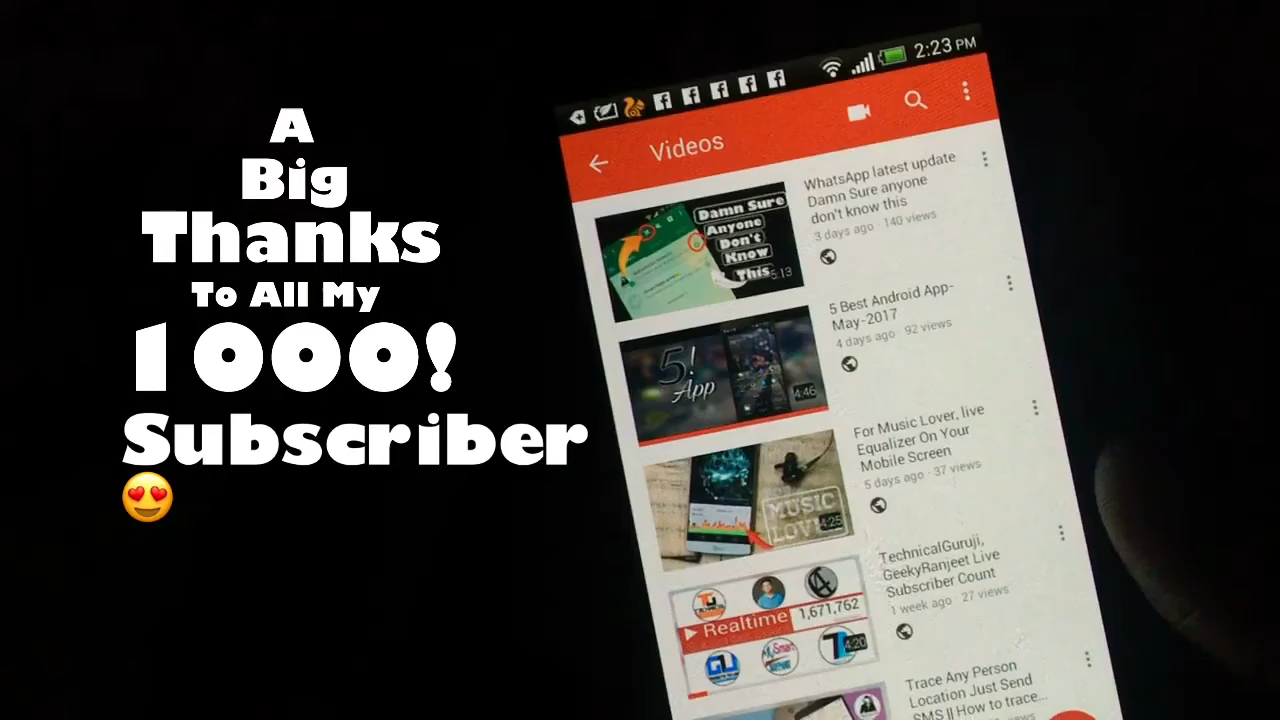 A
Big
Thanks
To All My
1000!
Subscriber
2:23 PM
Videos
WhatsApp latest update
Damn Sure anyone
don't know this
3 days ago · 140 views
Damn Sure
Anyone
Don't
Know
This
5:13
5 Best Android App-
May-2017
4 days ago · 92 views
5!
App
4:46
For Music Lover, live
Equalizer On Your
Mobile Screen
5 days ago · 37 views
MUSIC
4:25
TechnicalGuruji,
GeekyRanjeet Live
Subscriber Count
1 week ago · 27 views
1,671,762
Realtime
4:20
Trace Any Person
Location Just Send
SMS || How to trace...
views